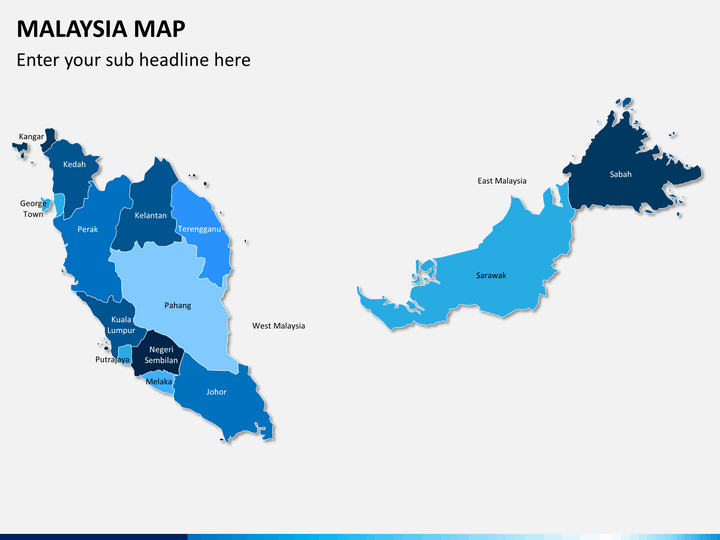 MALAYSIA MAP
Enter your sub headline here
Kangar
Kedah
George
Town
Perak
Kelantan
Terengganu
Pahang
Kuala
Lumpur
Putrajaya
Negeri
Sembilan
Melaka
Johor
West Malaysia
East Malaysia
Sabah
Sarawak